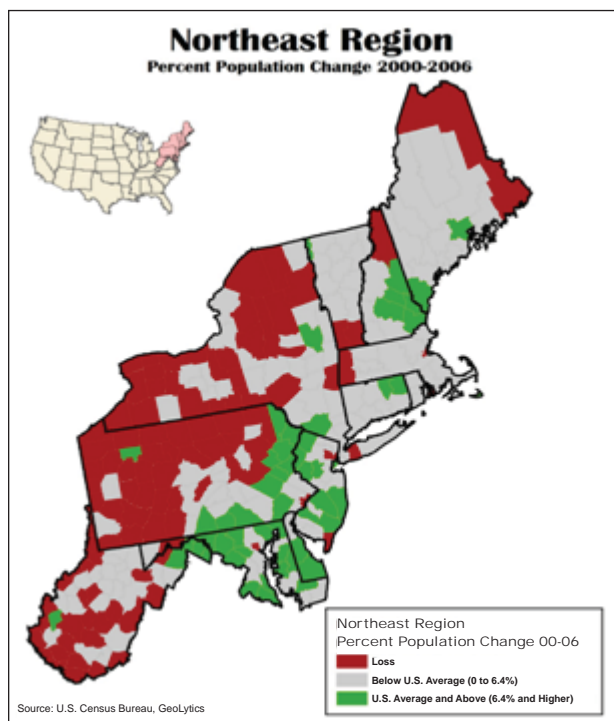 Northeast Region
Percent Population Change 2000-2006
Northeast Region
Percent Population Change 00-06
Loss
Below U.S. Average (0 to 6.4%)
U.S. Average and Above (6.4% and Higher)
Source: U.S. Census Bureau, GeoLytics